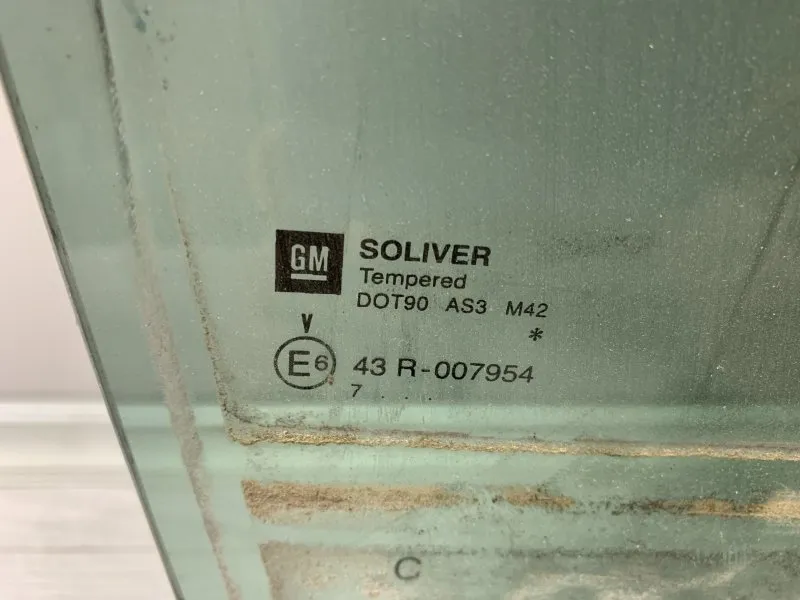 GM SOLIVER
Tempered
DOT90 AS3 M42
V *
E6 43 R-007954
7 . . . .
C